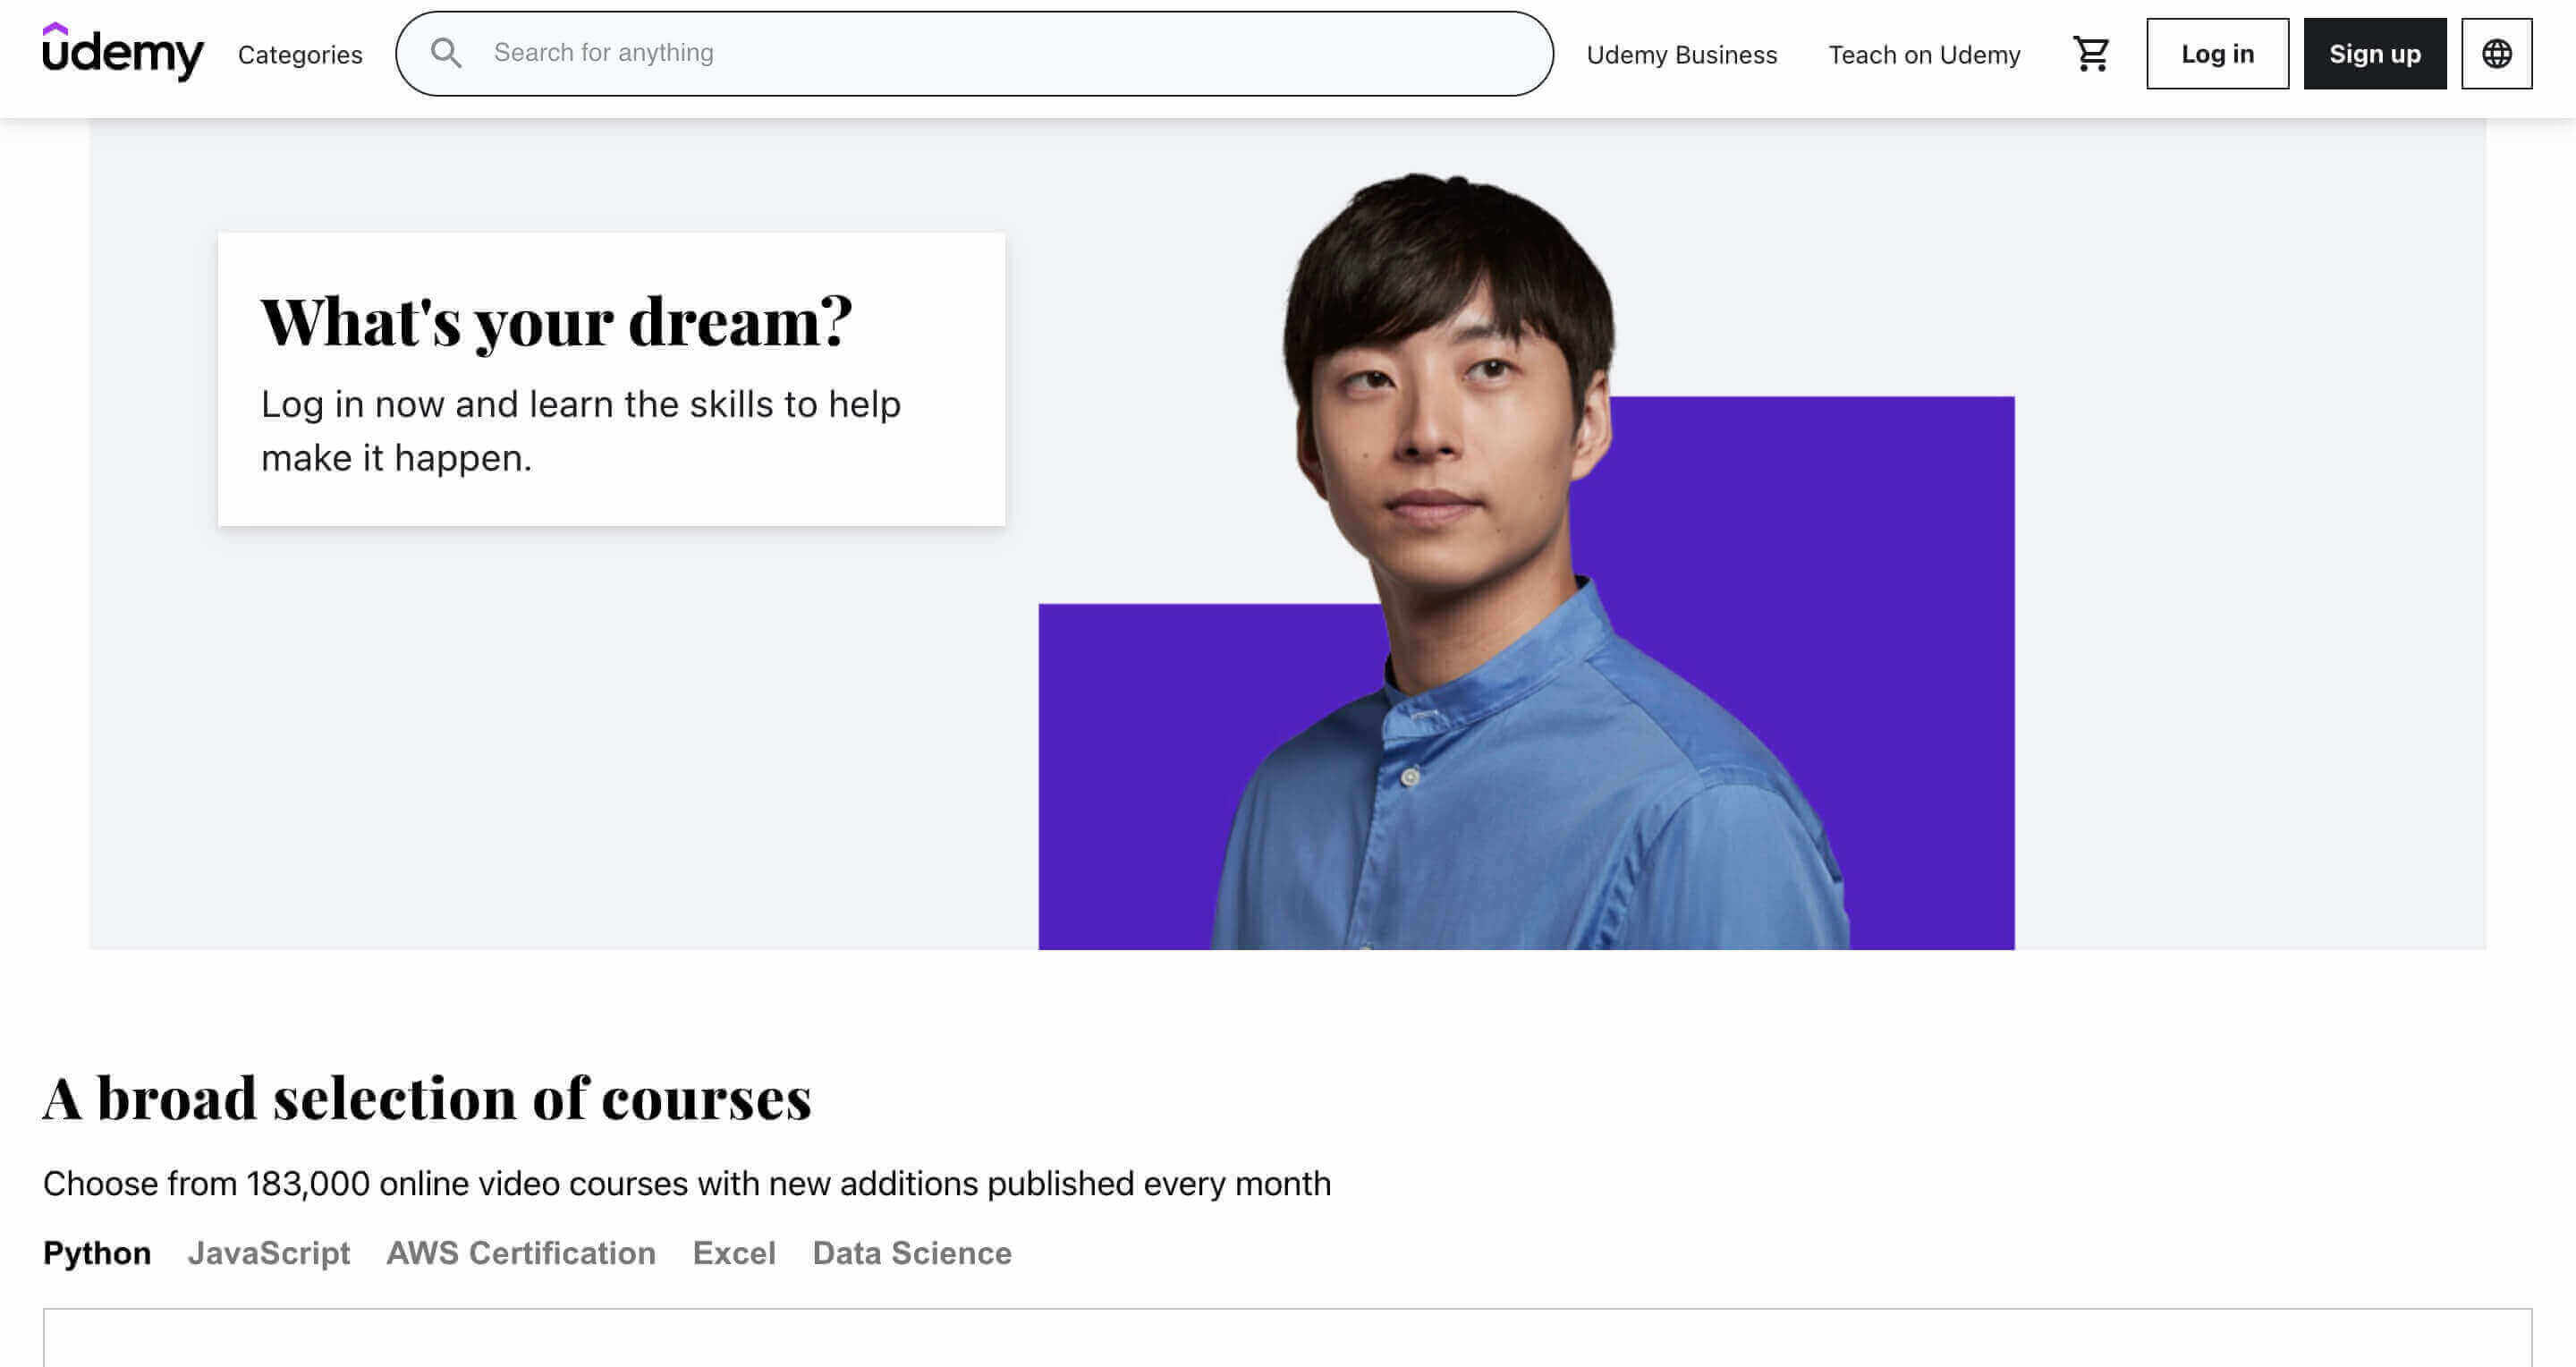 udemy
Categories
Search for anything
Udemy Business
Teach on Udemy
Log in
Sign up
What's your dream?
Log in now and learn the skills to help
make it happen.
A broad selection of courses
Choose from 183,000 online video courses with new additions published every month
Python JavaScript AWS Certification Excel Data Science